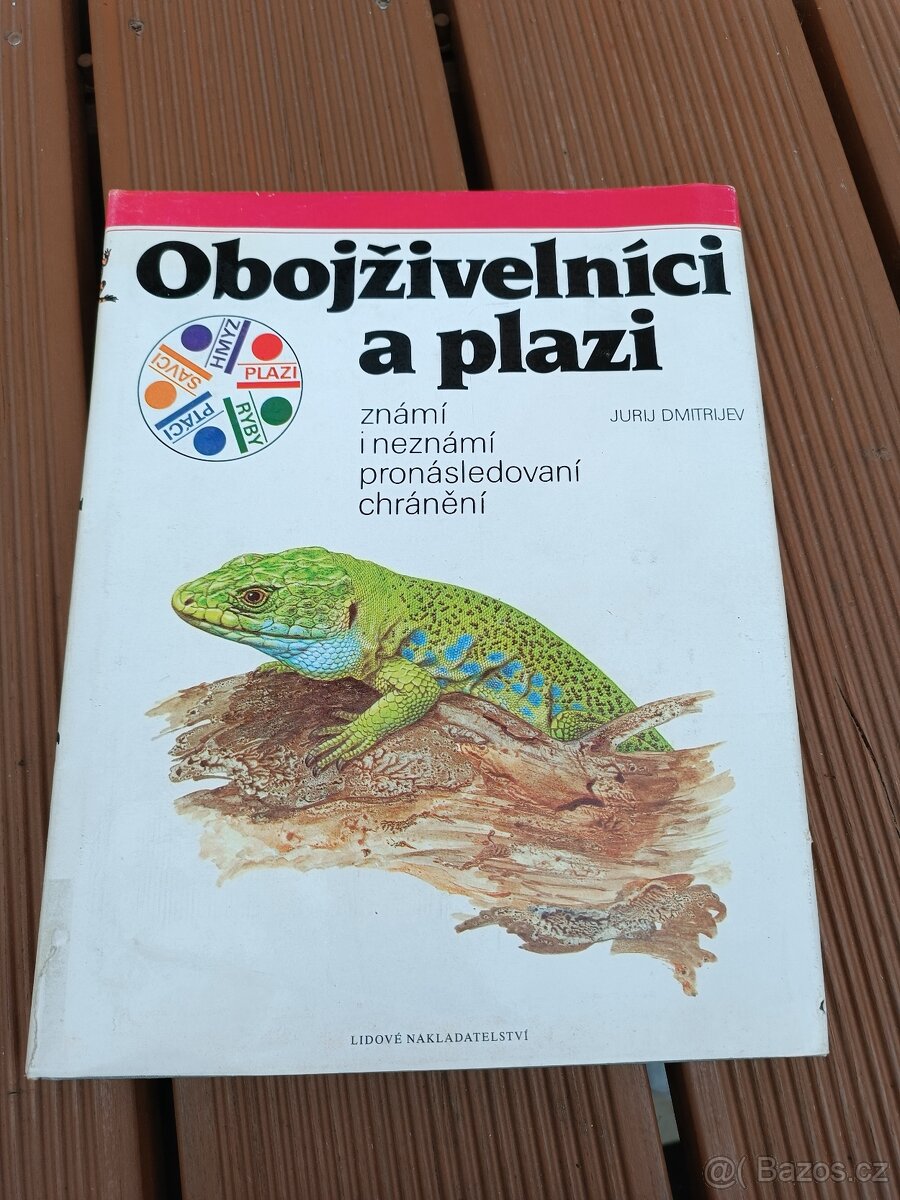 Obojživelníci
a plazi
HMYZ
PLAZI
SAVCI
RYBY
PTÁCI
známí
i neznámí
pronásledovaní
chránění
JURIJ DMITRIJEV
LIDOVÉ NAKLADATELSTVÍ
@( Bazos.cz